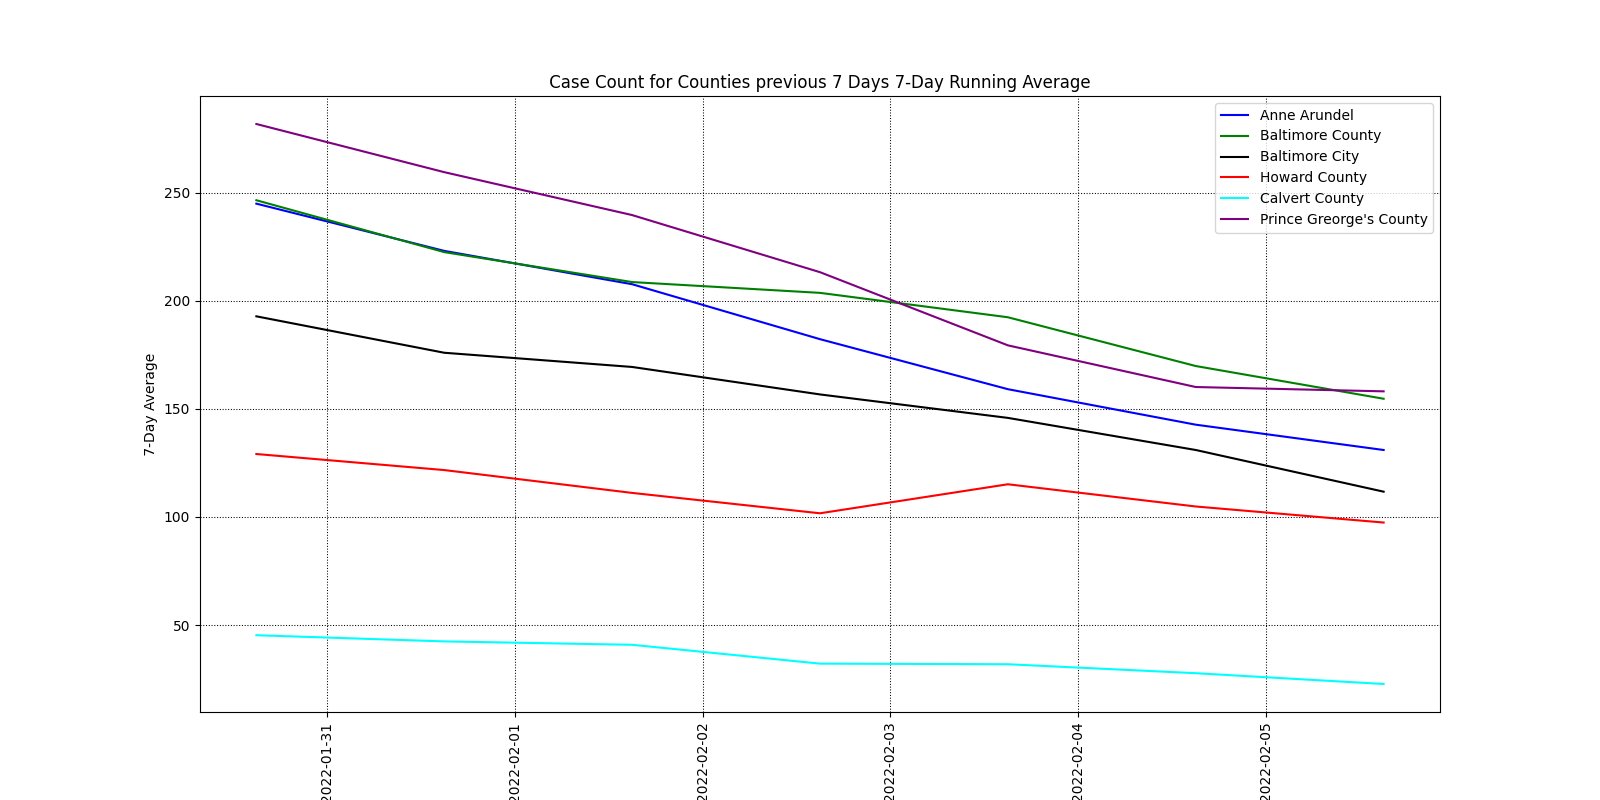 Case Count for Counties previous 7 Days 7-Day Running Average
Anne Arundel
Baltimore County
Baltimore City
Howard County
Calvert County
Prince Greorge's County
7-Day Average
250
200
150
100
50
2022-01-31
2022-02-01
2022-02-02
2022-02-03
2022-02-04
2022-02-05